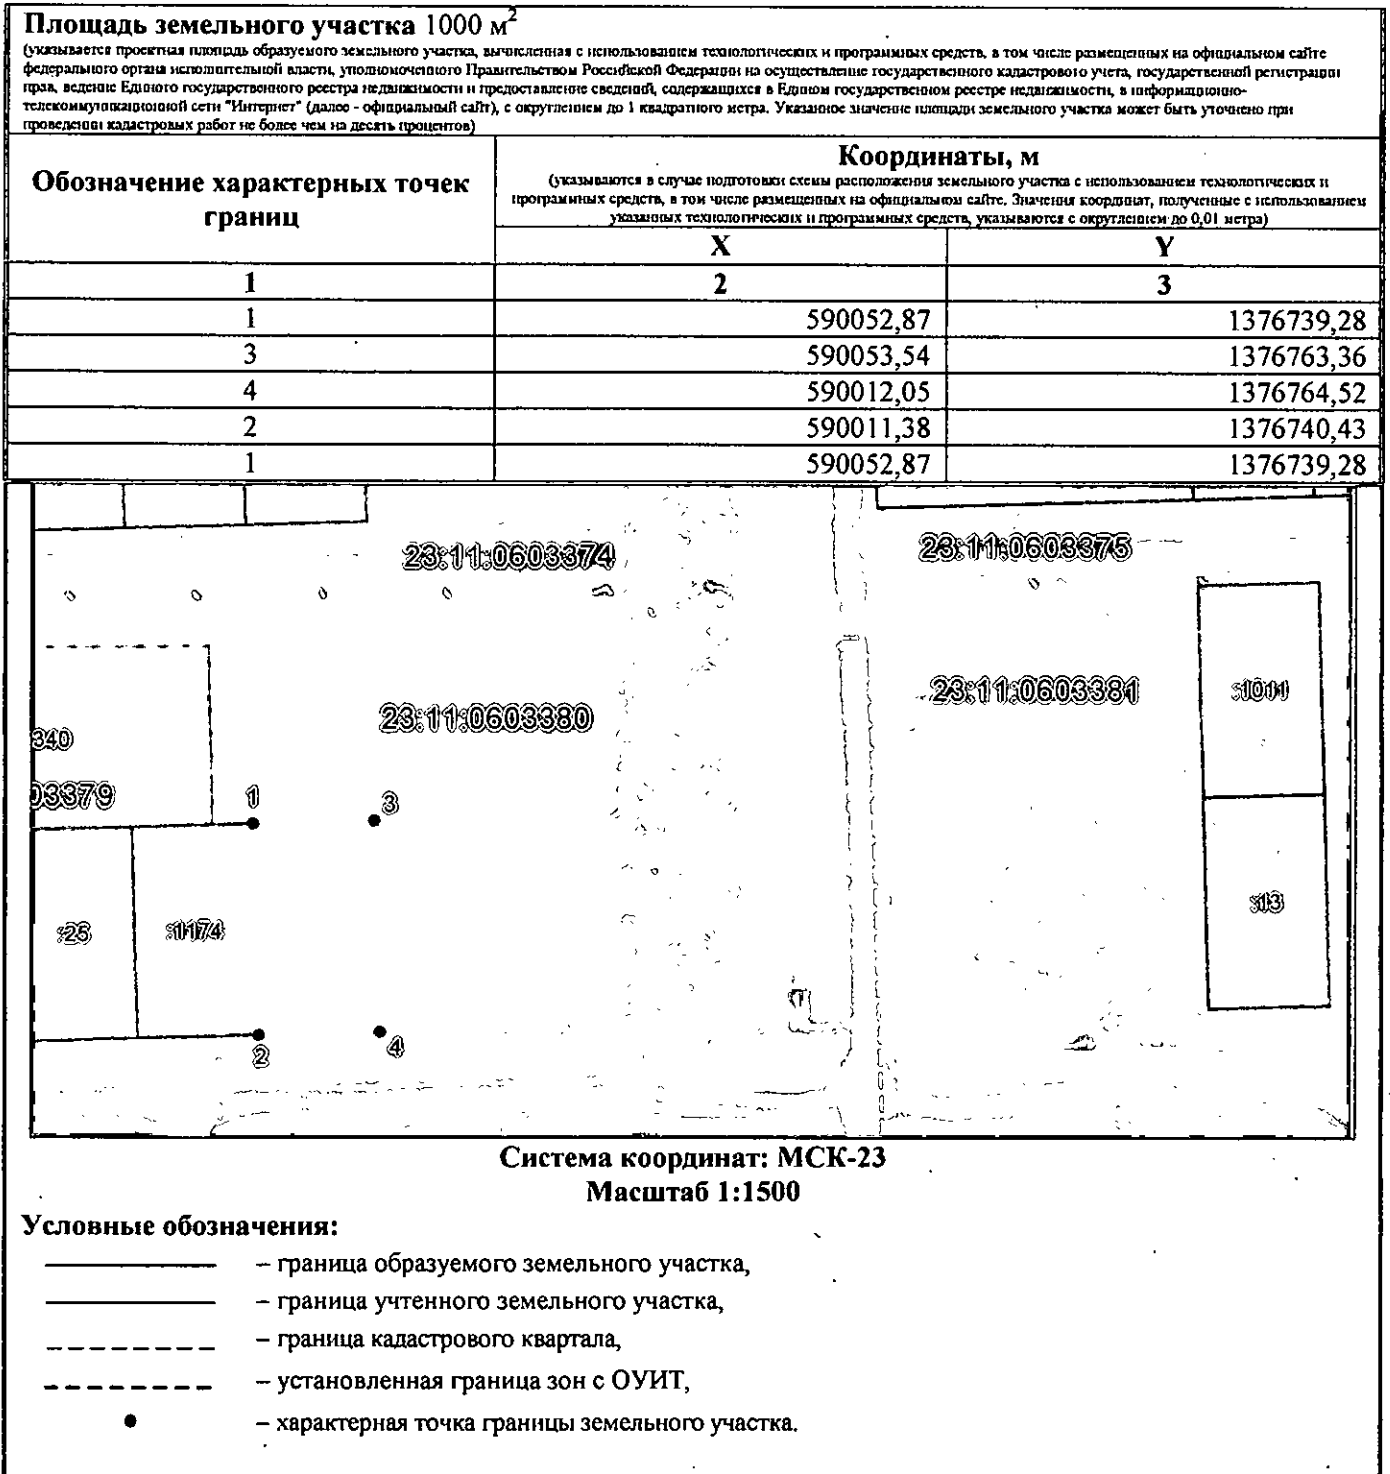 Площадь земельного участка 1000 м²
(указывается проектная площадь образуемого земельного участка, вычисленная с использованием технологических и программных средств, в том числе размещенных на официальном сайте
федерального органа исполнительной власти, уполномоченного Правительством Российской Федерации на осуществление государственного кадастрового учета, государственной регистрации
прав, ведение Единого государственного реестра недвижимости и предоставление сведений, содержащихся в Едином государственном реестре недвижимости, в информационно-
телекоммуникационной сети "Интернет" (далее - официальный сайт), с округлением до 1 квадратного метра. Указанное значение площади земельного участка может быть уточнено при
проведении кадастровых работ не более чем на десять процентов)
Обозначение характерных точек
границ
Координаты, м
(указываются в случае подготовки схемы расположения земельного участка с использованием технологических и
программных средств, в том числе размещенных на официальном сайте. Значения координат, полученные с использованием
указанных технологических и программных средств, указываются с округлением до 0,01 метра)
X Y
1 2 3
1 590052,87 1376739,28
3 590053,54 1376763,36
4 590012,05 1376764,52
2 590011,38 1376740,43
1 590052,87 1376739,28
23:11:0603374 23:11:0603375
23:11:0603380 23:11:0603381 :1011
340
03379 1 3
:25 :1174 :13
2 4
Система координат: МСК-23
Масштаб 1:1500
Условные обозначения:
– граница образуемого земельного участка,
– граница учтенного земельного участка,
– граница кадастрового квартала,
– установленная граница зон с ОУИТ,
– характерная точка границы земельного участка.